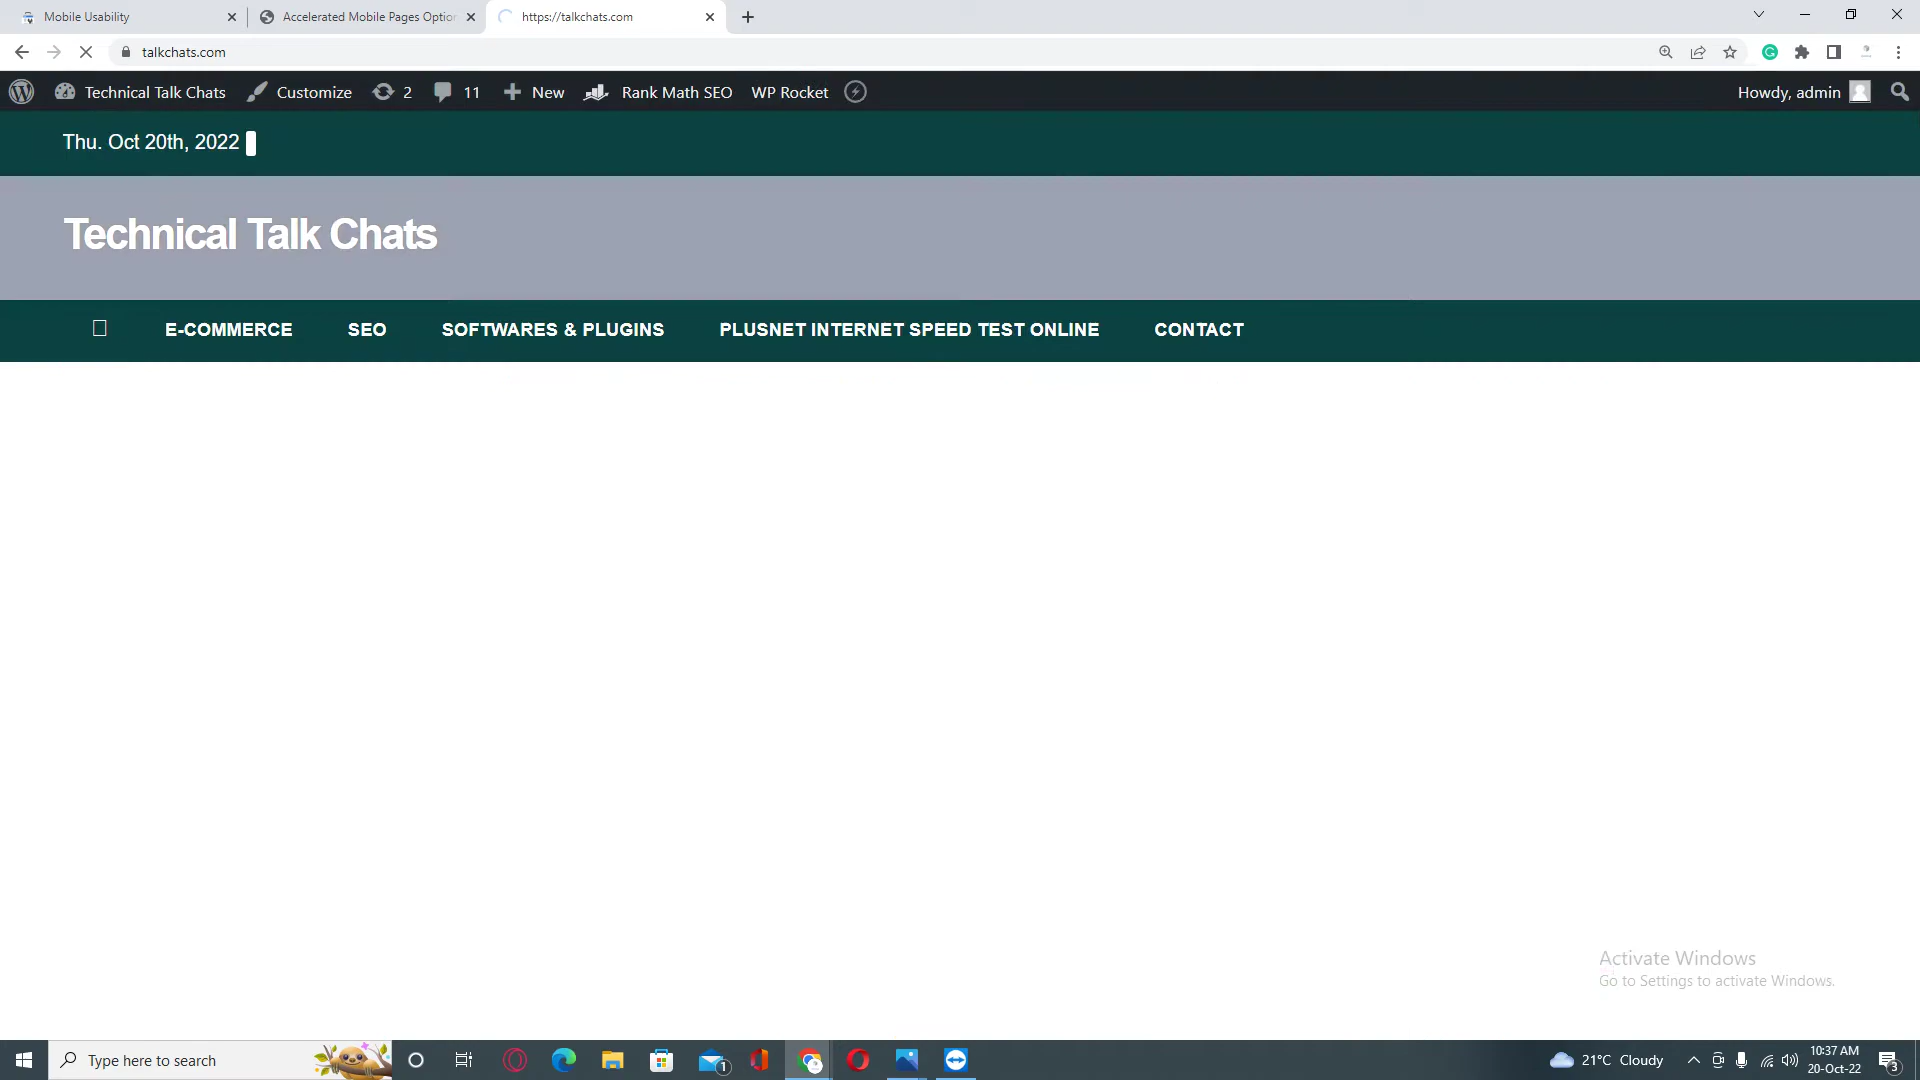 Mobile Usability
Accelerated Mobile Pages Option
https://talkchats.com
talkchats.com
Technical Talk Chats
Customize
2
11
New
Rank Math SEO
WP Rocket
Howdy, admin
Thu. Oct 20th, 2022
Technical Talk Chats
E-COMMERCE
SEO
SOFTWARES & PLUGINS
PLUSNET INTERNET SPEED TEST ONLINE
CONTACT
Activate Windows
Go to Settings to activate Windows.
Type here to search
1
21°C Cloudy
10:37 AM
20-Oct-22
3